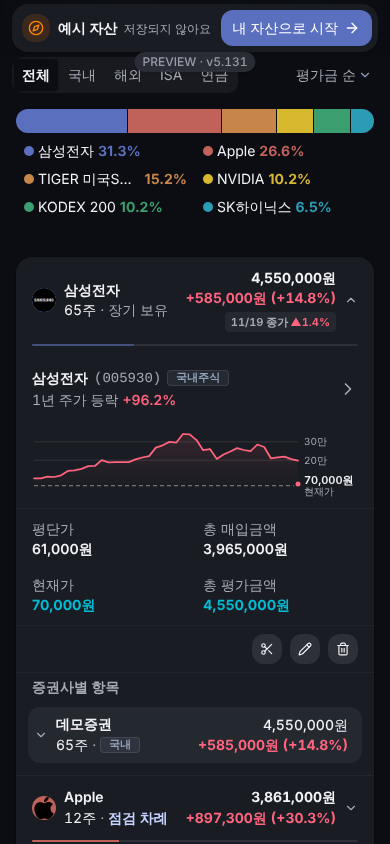 예시 자산 저장되지 않아요 내 자산으로 시작 →
PREVIEW · v5.131
전체 국내 해외 ISA 연금 평가금 순
삼성전자 31.3% Apple 26.6%
TIGER 미국S... 15.2% NVIDIA 10.2%
KODEX 200 10.2% SK하이닉스 6.5%
4,550,000원
삼성전자
+585,000원 (+14.8%)
65주 · 장기 보유
11/19 종가 ▲1.4%
SAMSUNG
삼성전자 (005930) 국내주식
1년 주가 등락 +96.2%
30만
20만
70,000원
현재가
평단가 총 매입금액
61,000원 3,965,000원
현재가 총 평가금액
70,000원 4,550,000원
증권사별 항목
데모증권 4,550,000원
65주 · 국내 +585,000원 (+14.8%)
Apple 3,861,000원
12주 · 점검 차례 +897,300원 (+30.3%)